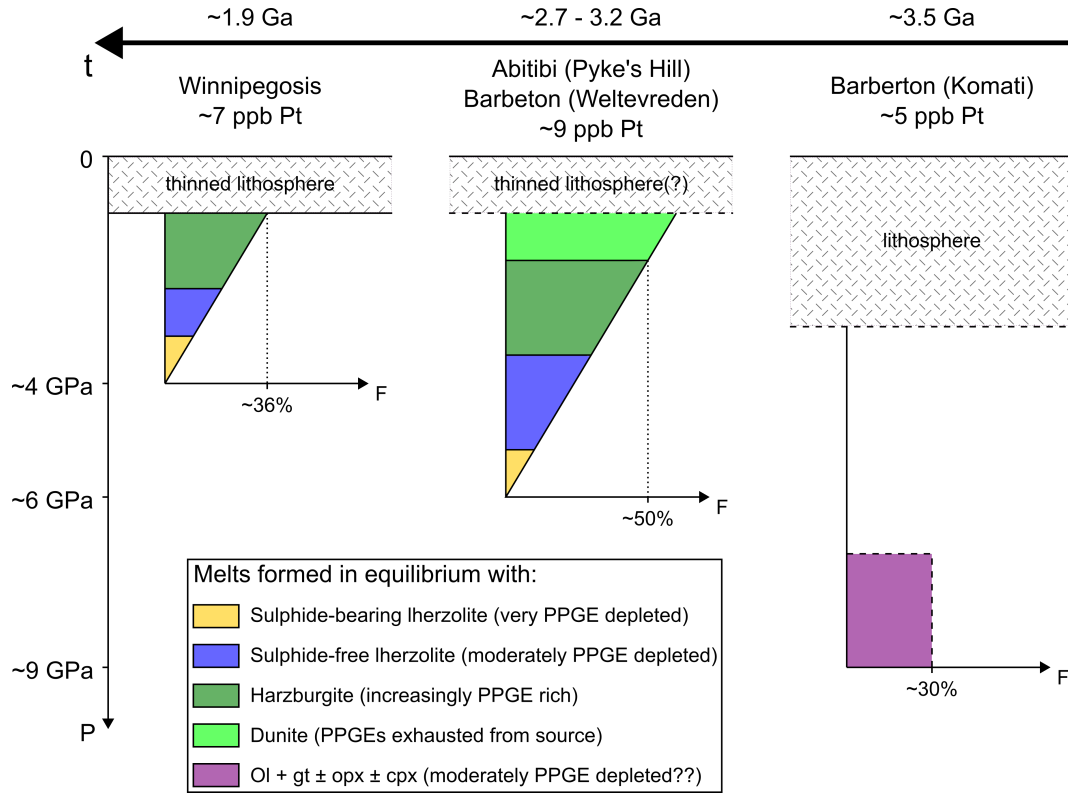 ~1.9 Ga
~2.7 - 3.2 Ga
~3.5 Ga
t
Winnipegosis
~7 ppb Pt
Abitibi (Pyke's Hill)
Barbeton (Weltevreden)
~9 ppb Pt
Barberton (Komati)
~5 ppb Pt
0
thinned lithosphere
thinned lithosphere(?)
lithosphere
~4 GPa
F
~36%
~6 GPa
F
~50%
~9 GPa
F
~30%
P
Melts formed in equilibrium with:
Sulphide-bearing lherzolite (very PPGE depleted)
Sulphide-free lherzolite (moderately PPGE depleted)
Harzburgite (increasingly PPGE rich)
Dunite (PPGEs exhausted from source)
Ol + gt ± opx ± cpx (moderately PPGE depleted??)